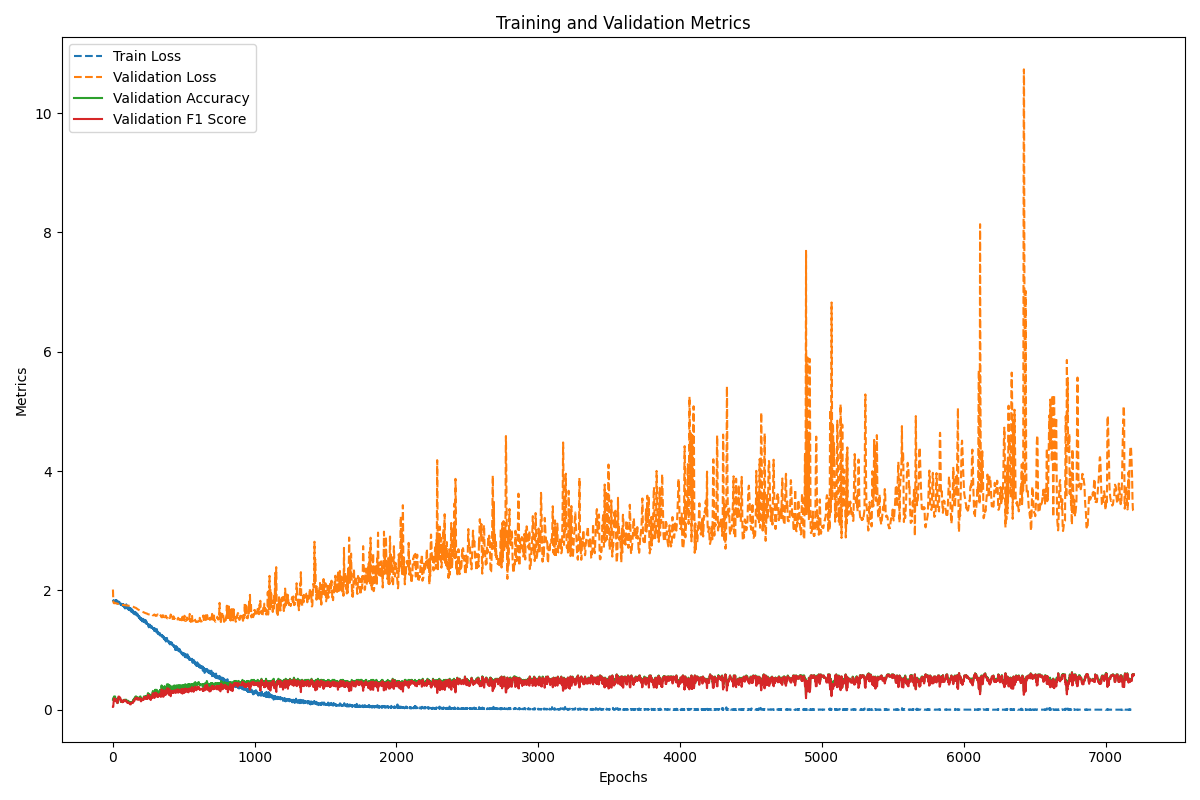 Training and Validation Metrics
Train Loss
Validation Loss
Validation Accuracy
Validation F1 Score
Metrics
10
8
6
4
2
0
0 1000 2000 3000 4000 5000 6000 7000
Epochs